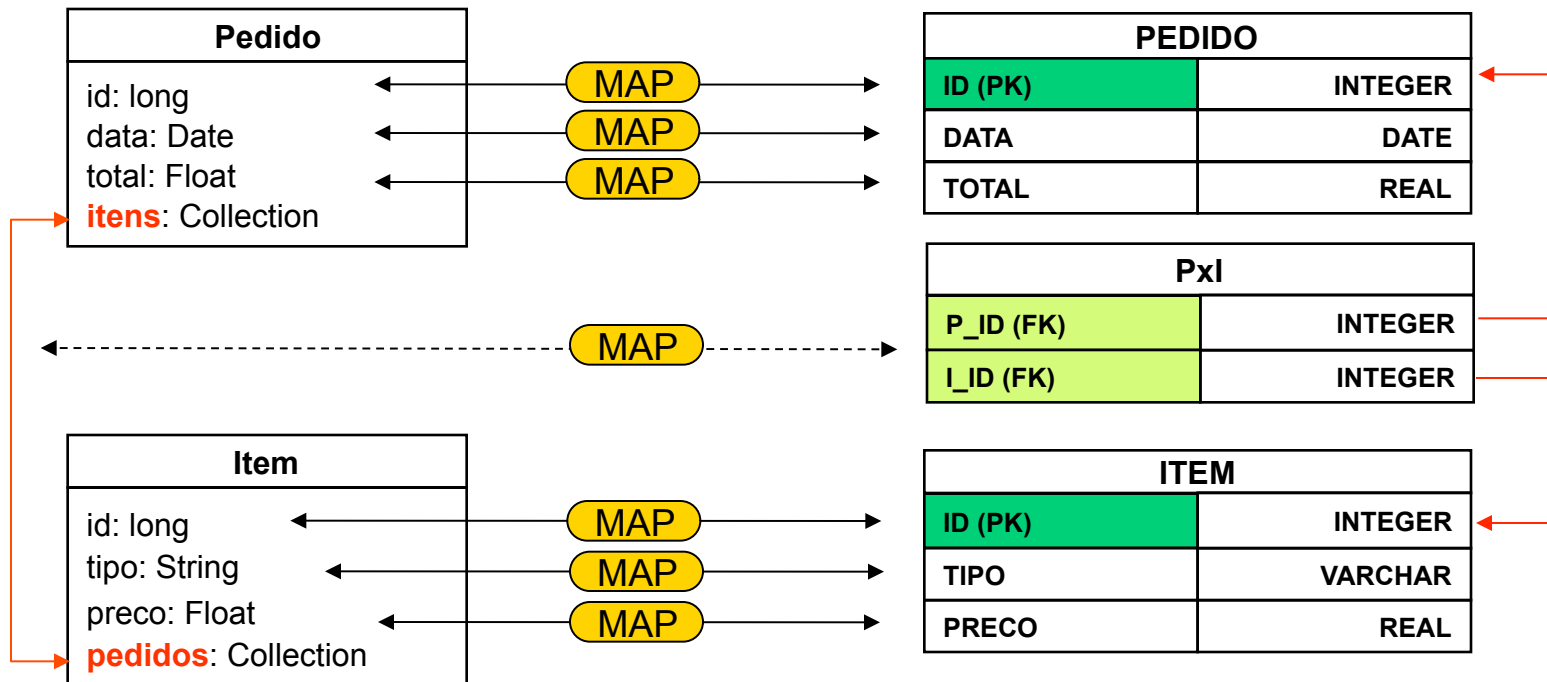 Pedido
id: long
data: Date
total: Float
itens: Collection
MAP
MAP
MAP
PEDIDO
ID (PK) INTEGER
DATA DATE
TOTAL REAL
MAP
PxI
P_ID (FK) INTEGER
I_ID (FK) INTEGER
Item
id: long
tipo: String
preco: Float
pedidos: Collection
MAP
MAP
MAP
ITEM
ID (PK) INTEGER
TIPO VARCHAR
PRECO REAL